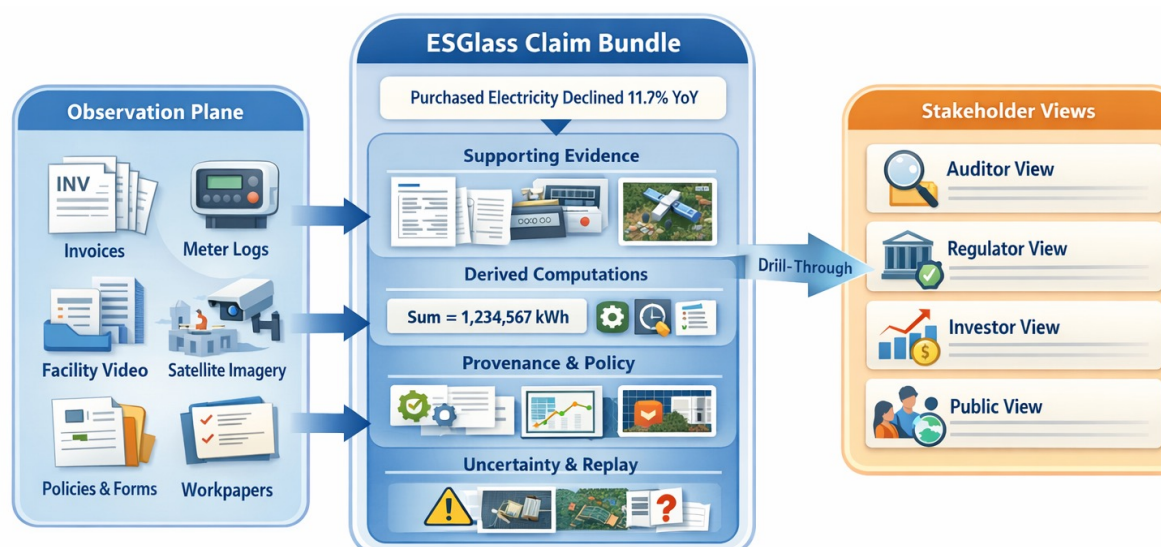 ESGlass Claim Bundle
Purchased Electricity Declined 11.7% YoY
Observation Plane
INV
Invoices
Meter Logs
Facility Video
Satellite Imagery
Policies & Forms
Workpapers
Supporting Evidence
Derived Computations
Sum = 1,234,567 kWh
Provenance & Policy
Uncertainty & Replay
?
Drill-Through
Stakeholder Views
Auditor View
Regulator View
$
Investor View
Public View